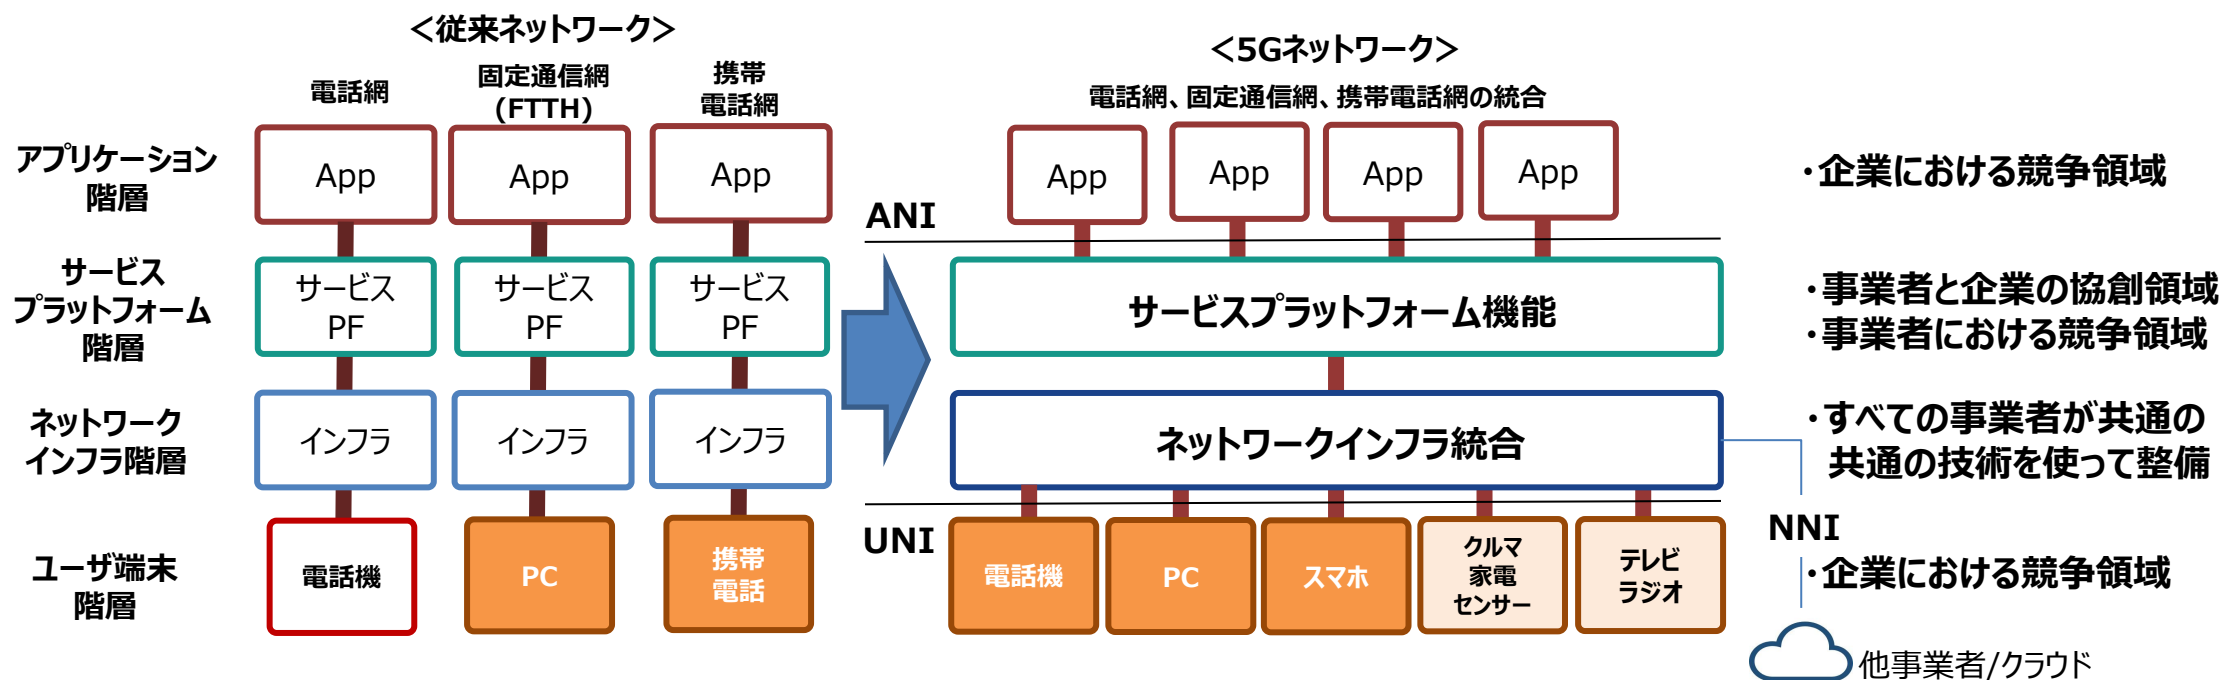 ＜従来ネットワーク＞
電話網
固定通信網
（FTTH）
携帯
電話網
＜5Gネットワーク＞
電話網、固定通信網、携帯電話網の統合
アプリケーション
階層
App
App
App
ANI
App
App
App
App
・企業における競争領域
サービス
プラットフォーム
階層
サービス
PF
サービス
PF
サービス
PF
サービスプラットフォーム機能
・事業者と企業の協創領域
・事業者における競争領域
ネットワーク
インフラ階層
インフラ
インフラ
インフラ
ネットワークインフラ統合
・すべての事業者が共通の
共通の技術を使って整備
UNI
NNI
ユーザ端末
階層
電話機
PC
携帯
電話
電話機
PC
スマホ
クルマ
家電
センサー
テレビ
ラジオ
・企業における競争領域
他事業者/クラウド